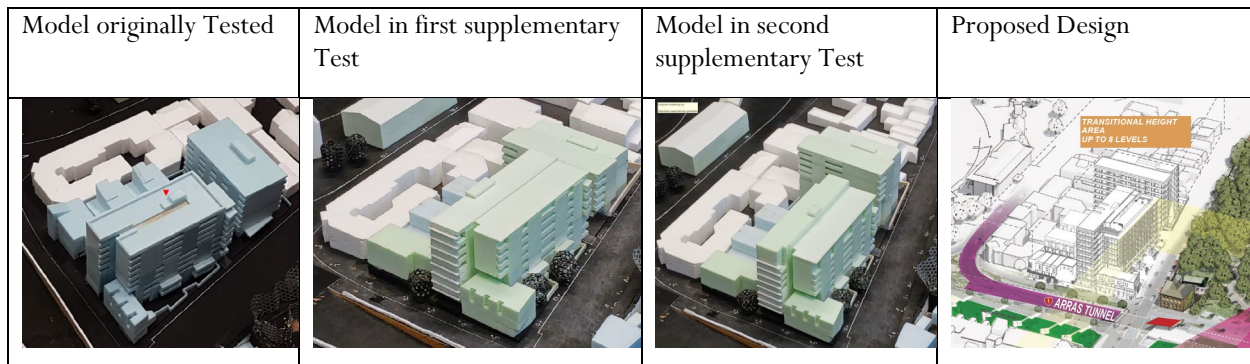 Model originally Tested
Model in first supplementary
Test
Model in second
supplementary Test
Proposed Design
TRANSITIONAL HEIGHT
AREA
UP TO 8 LEVELS
1
ARRAS TUNNEL